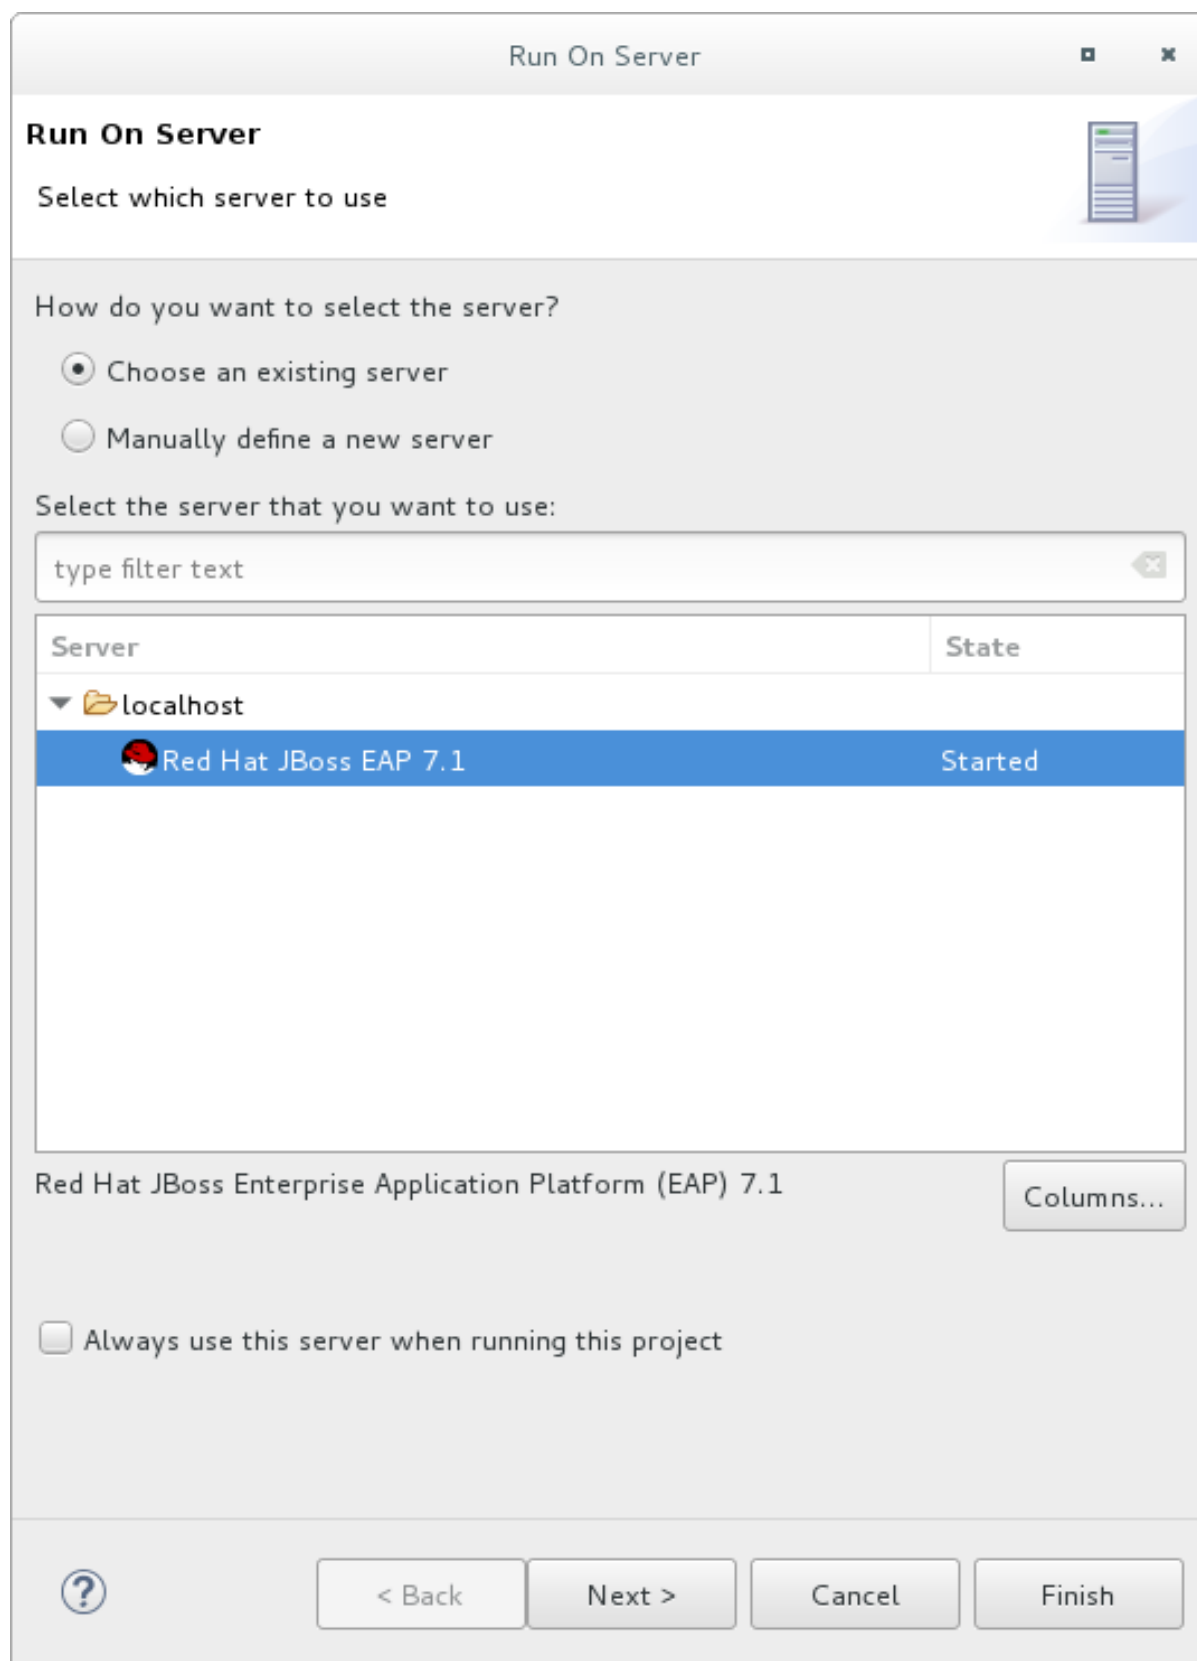 Run On Server
Run On Server
Select which server to use
How do you want to select the server?
Choose an existing server
Manually define a new server
Select the server that you want to use:
type filter text
Server State
localhost
Red Hat JBoss EAP 7.1 Started
Red Hat JBoss Enterprise Application Platform (EAP) 7.1
Columns...
Always use this server when running this project
? < Back Next > Cancel Finish